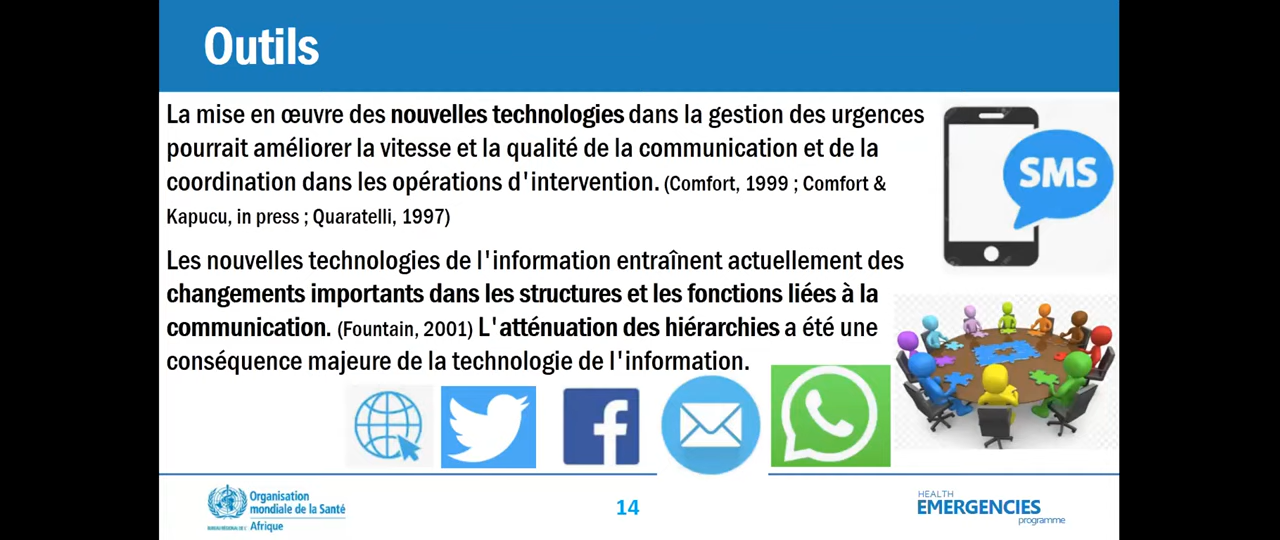 Outils
La mise en œuvre des nouvelles technologies dans la gestion des urgences
pourrait améliorer la vitesse et la qualité de la communication et de la
coordination dans les opérations d'intervention. (Comfort, 1999 ; Comfort &
Kapucu, in press ; Quaratelli, 1997)
SMS
Les nouvelles technologies de l'information entraînent actuellement des
changements importants dans les structures et les fonctions liées à la
communication. (Fountain, 2001) L'atténuation des hiérarchies a été une
conséquence majeure de la technologie de l'information.
Organisation
mondiale de la Santé
Afrique
14
HEALTH
EMERGENCIES
programme